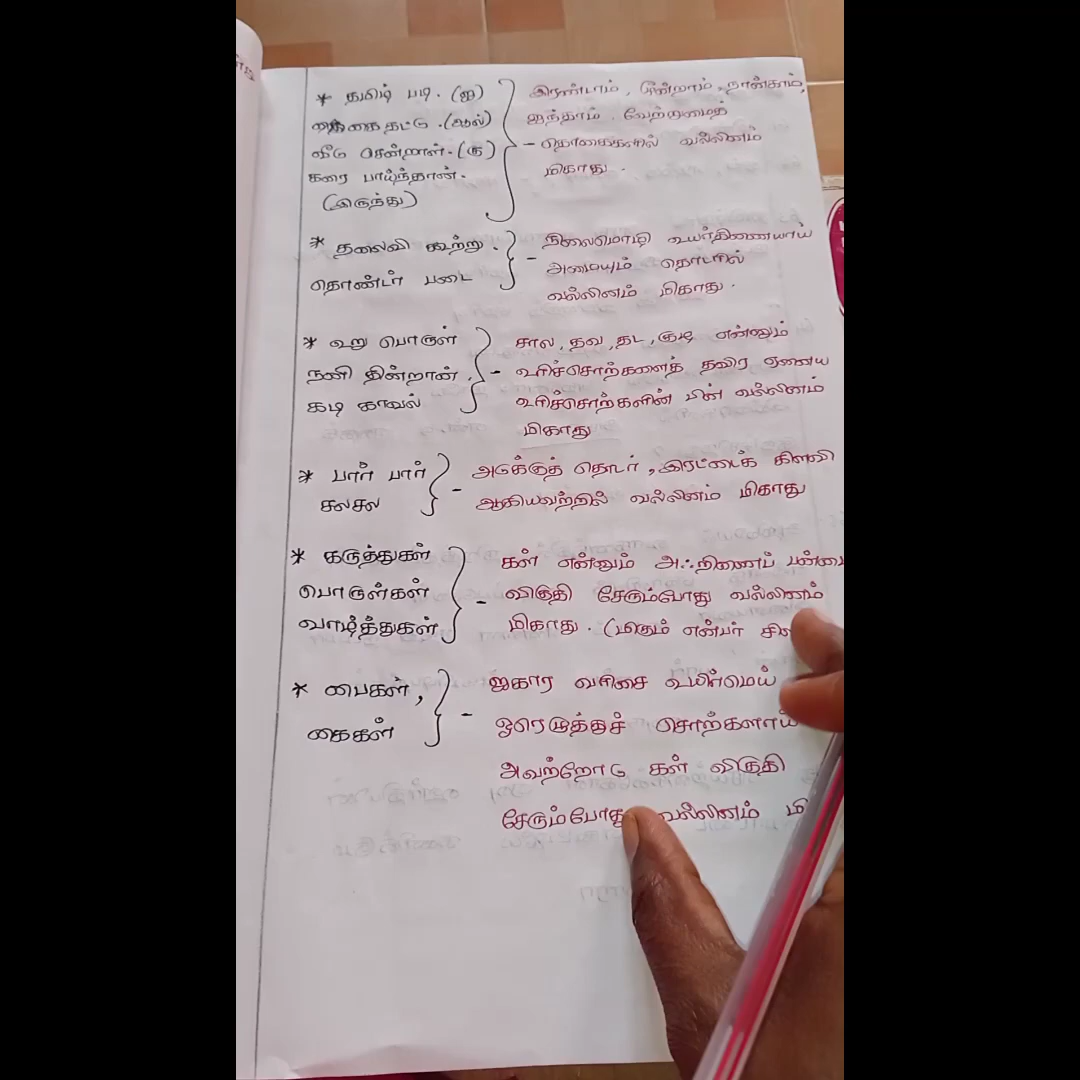 * தமிழ் படி. (ஐ)
கைதட்டு. (ஆல்)
வீடு சென்றாள். (கு)
கரை பாய்ந்தான்.
(இருந்து)
இரண்டாம், மூன்றாம், நான்காம்,
ஐந்தாம் வேற்றுமைத்
- தொகைகளில் வல்லினம்
மிகாது.
* தலைவி கூற்று.
தொண்டர் படை
- நிலைமொழி உயர்திணையாய்
அமையும் தொடரில்
வல்லினம் மிகாது.
* உறு பொருள்
நனி தின்றான்.
கடி காவல்
சால, தவ, தட, குழ என்னும்
- உரிச்சொற்களைத் தவிர ஏனைய
உரிச்சொற்களின் பின் வல்லினம்
மிகாது
* பார் பார்
சலசல
- அடுக்குத் தொடர், இரட்டைக் கிளவி
ஆகியவற்றில் வல்லினம் மிகாது
* கருத்துகள்
பொருள்கள்
வாழ்த்துகள்
கள் என்னும் அஃறிணைப்
- விகுதி சேரும்போது வல்லினம்
மிகாது. (மிகும் என்பர்
* பைகள்,
கைகள்
- ஐகார வரிசை உயிர்மெய்
ஓரெழுத்துச் சொற்களாய்
அவற்றோடு கள் விகுதி
சேரும்போது வல்லினம்